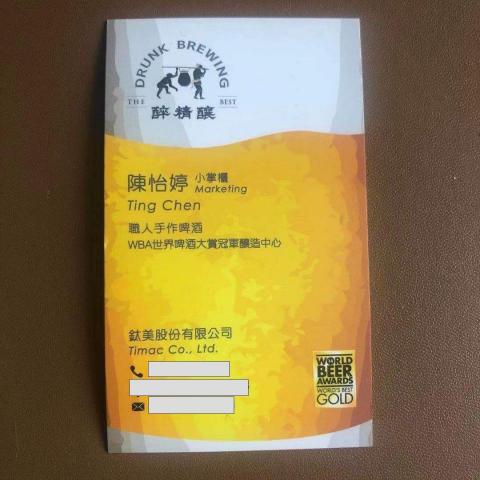 DRUNK BREWING
THE BEST
醉精釀
陳怡婷 小掌櫃
Marketing
Ting Chen
職人手作啤酒
WBA世界啤酒大賞冠軍釀造中心
鈦美股份有限公司
Timac Co., Ltd.
WORLD
BEER
AWARDS
WORLD'S BEST
GOLD